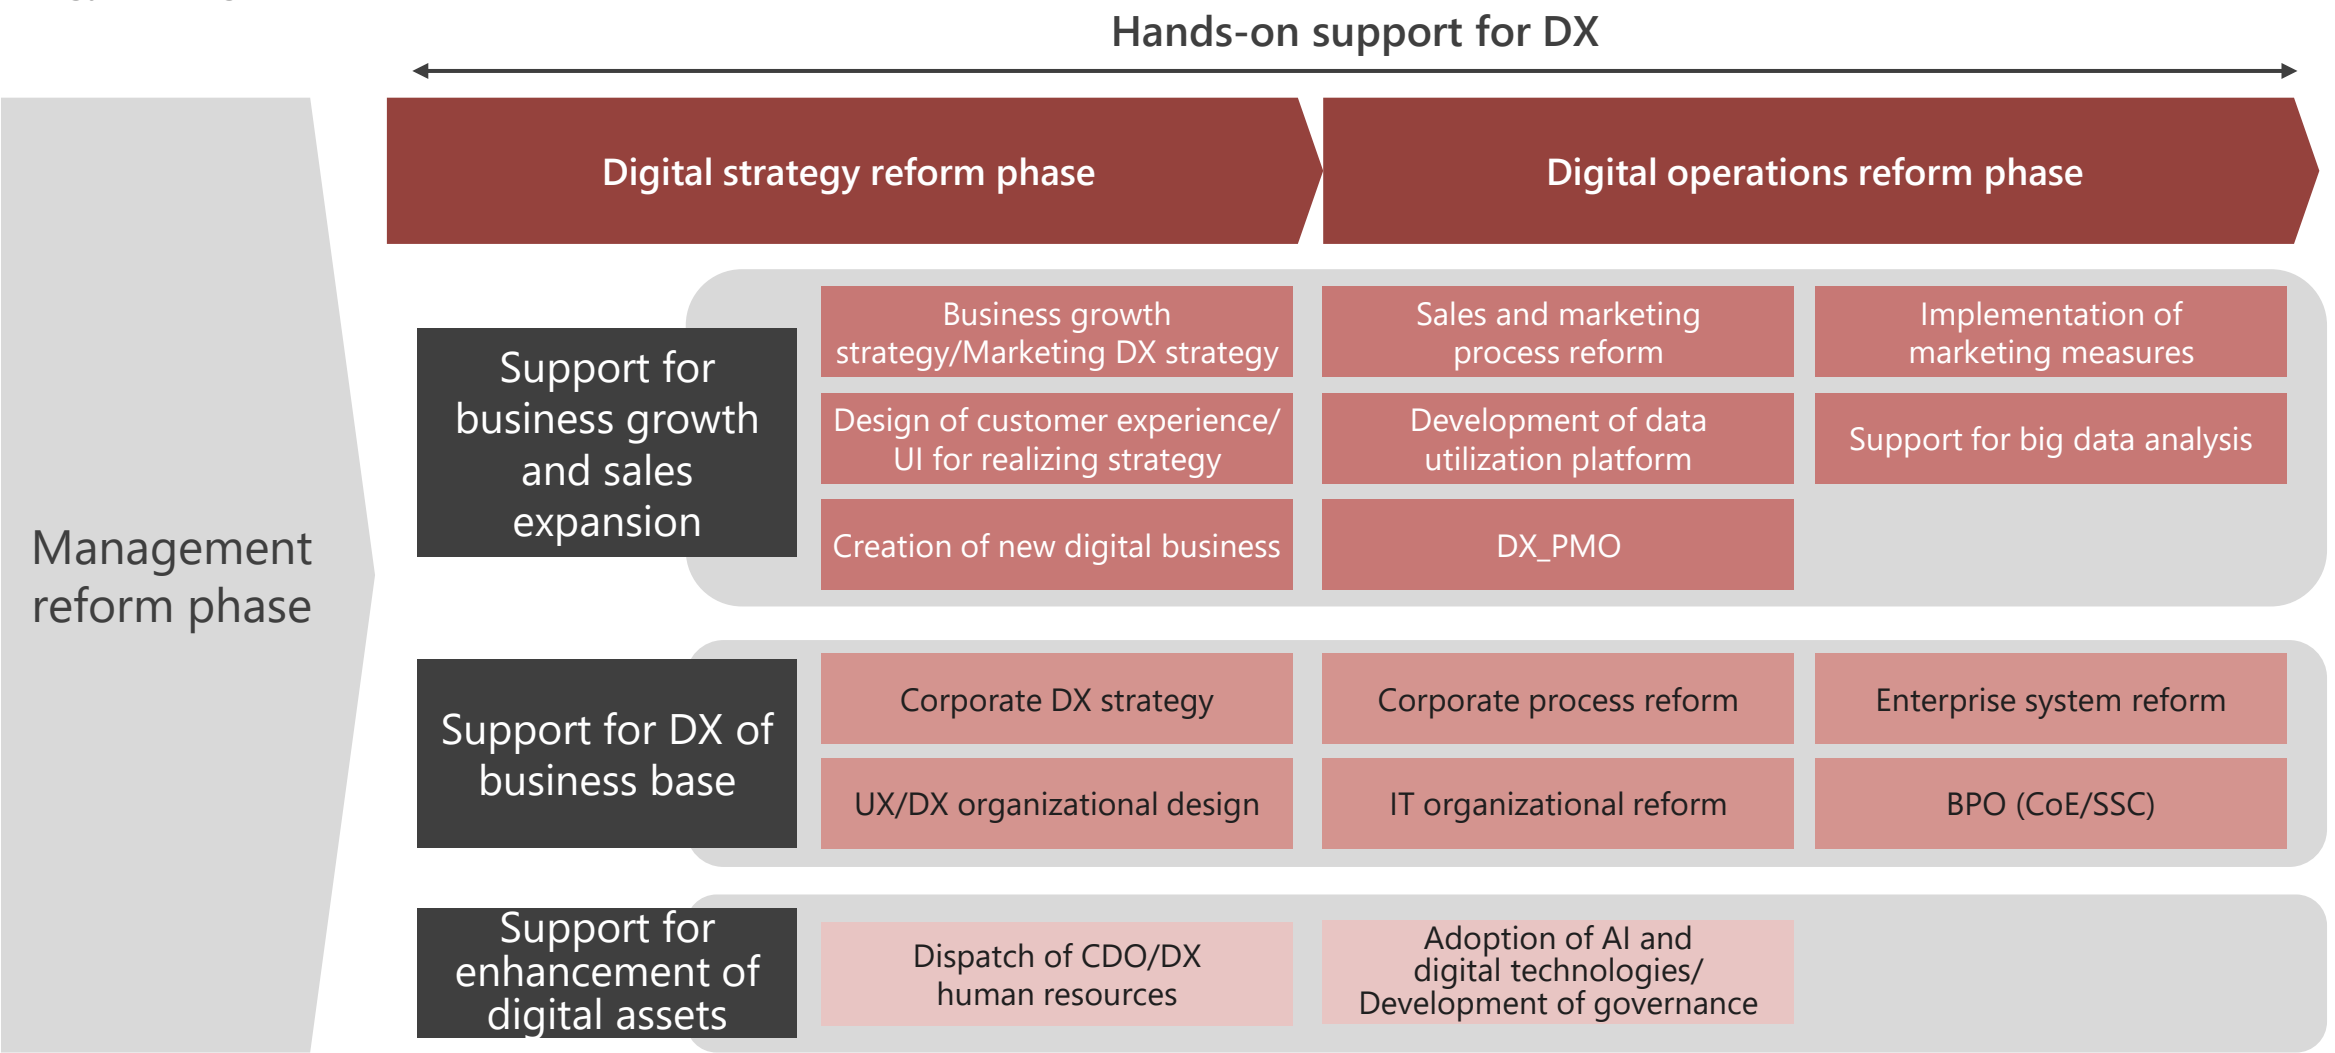 Hands-on support for DX
Digital strategy reform phase
Digital operations reform phase
Management
reform phase
Support for
business growth
and sales
expansion
Business growth
strategy/Marketing DX strategy
Sales and marketing
process reform
Implementation of
marketing measures
Design of customer experience/
UI for realizing strategy
Development of data
utilization platform
Support for big data analysis
Creation of new digital business
DX_PMO
Support for DX of
business base
Corporate DX strategy
Corporate process reform
Enterprise system reform
UX/DX organizational design
IT organizational reform
BPO (CoE/SSC)
Support for
enhancement of
digital assets
Dispatch of CDO/DX
human resources
Adoption of AI and
digital technologies/
Development of governance